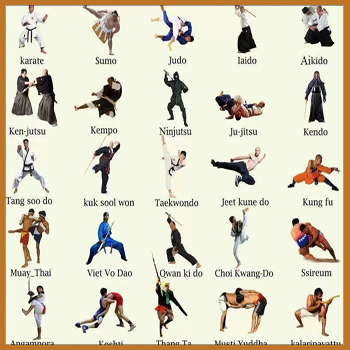 karate Sumo Judo Iaido Aikido
Ken-jutsu Kempo Ninjutsu Ju-jitsu Kendo
Tang soo do kuk sool won Taekwondo Jeet kune do Kung fu
Muay_Thai Viet Vo Dao Qwan ki do Choi Kwang-Do Ssireum
Angampora Koshti Thang Ta Musti Yuddha kalaripayattu